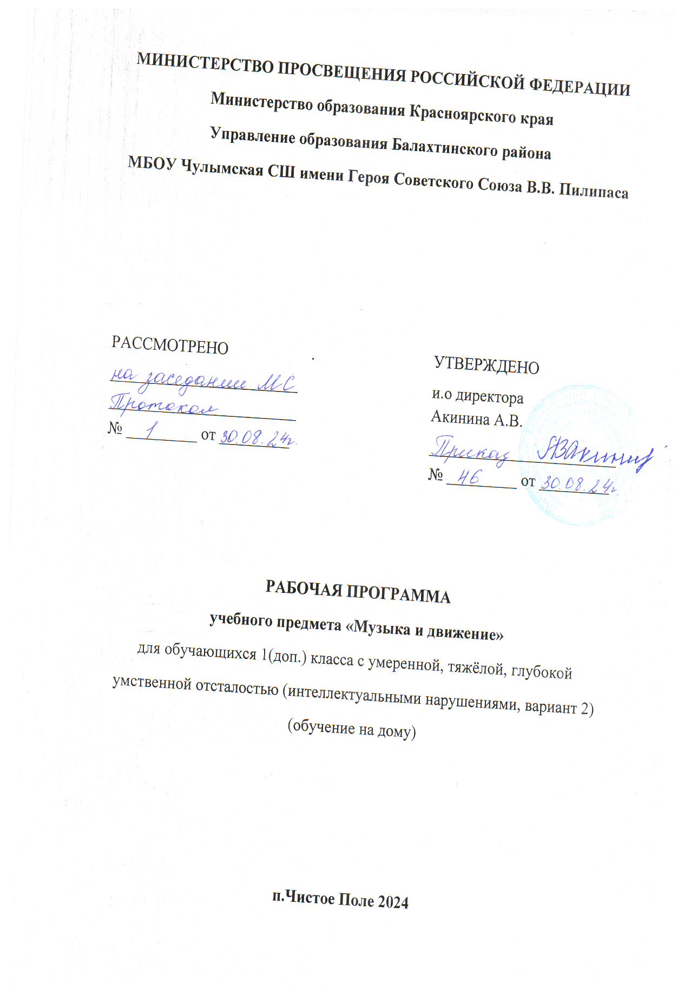 МИНИСТЕРСТВО ПРОСВЕЩЕНИЯ РОССИЙСКОЙ ФЕДЕРАЦИИ
Министерство образования Красноярского края
Управление образования Балахтинского района
МБОУ Чулымская СШ имени Героя Советского Союза В.В. Пилипаса
РАССМОТРЕНО
на заседании МС
Протокол
№ 1 от 30.08.24г.
УТВЕРЖДЕНО
и.о директора
Акинина А.В.
Приказ
№ 46 от 30.08.24г.
РАБОЧАЯ ПРОГРАММА
учебного предмета «Музыка и движение»
для обучающихся 1(доп.) класса с умеренной, тяжёлой, глубокой
умственной отсталостью (интеллектуальными нарушениями, вариант 2)
(обучение на дому)
п.Чистое Поле 2024